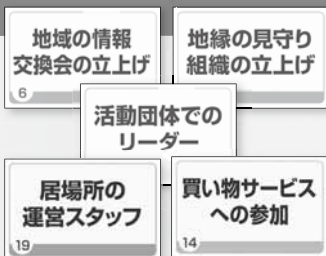 地域の情報
交換会の立上げ
6
地縁の見守り
組織の立上げ
活動団体での
リーダー
居場所の
運営スタッフ
19
買い物サービス
への参加
14